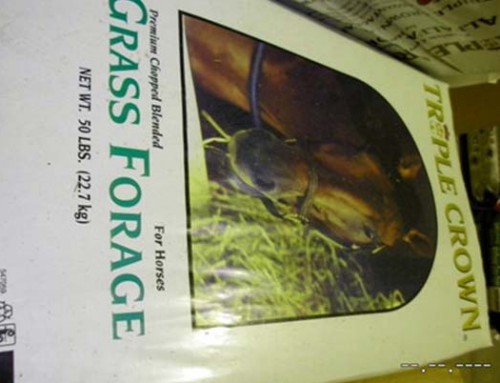 TRIPLE CROWN
Premium Chopped Blended
For Horses
GRASS FORAGE
NET WT. 50 LBS. (22.7 kg)
--.--.----